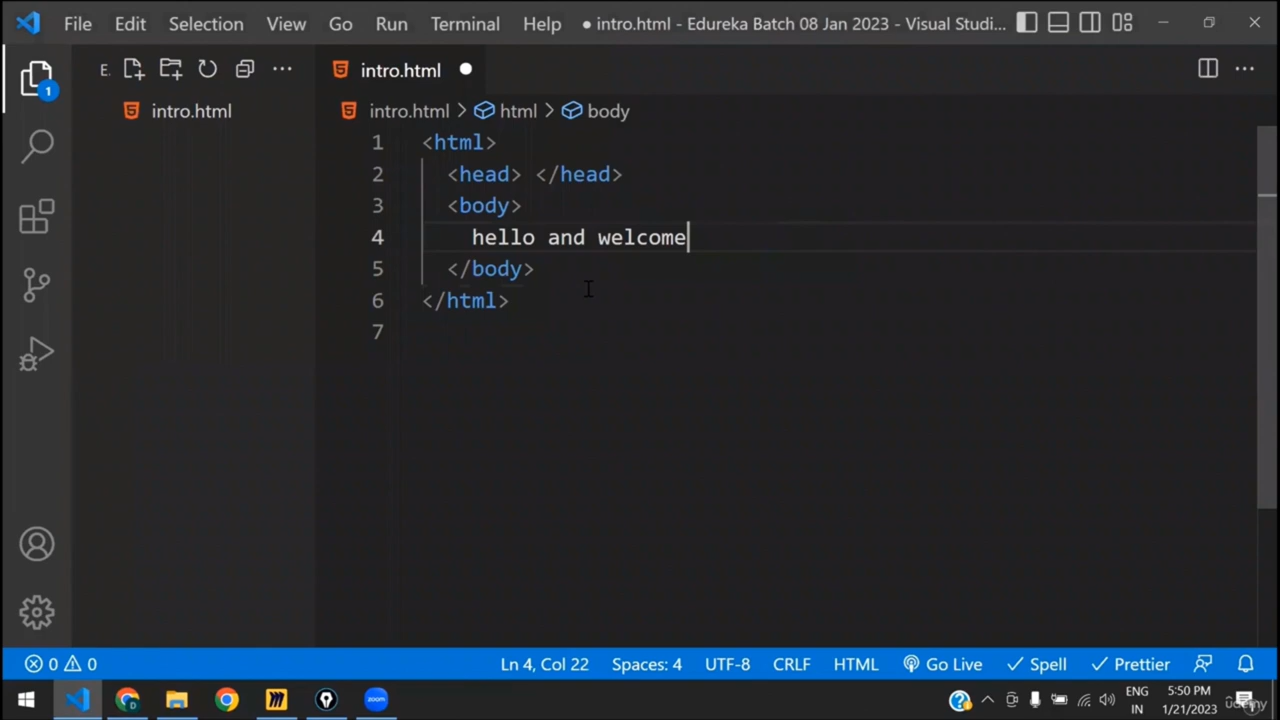 File Edit Selection View Go Run Terminal Help ● intro.html - Edureka Batch 08 Jan 2023 - Visual Studi...
E. ... intro.html ● ...
1
intro.html
intro.html > html > body
1 <html>
2 <head> </head>
3 <body>
4 hello and welcome
5 </body>
6 </html>
7
0 0 Ln 4, Col 22 Spaces: 4 UTF-8 CRLF HTML Go Live Spell Prettier
zoom
ENG
IN
5:50 PM
1/21/2023
udemy